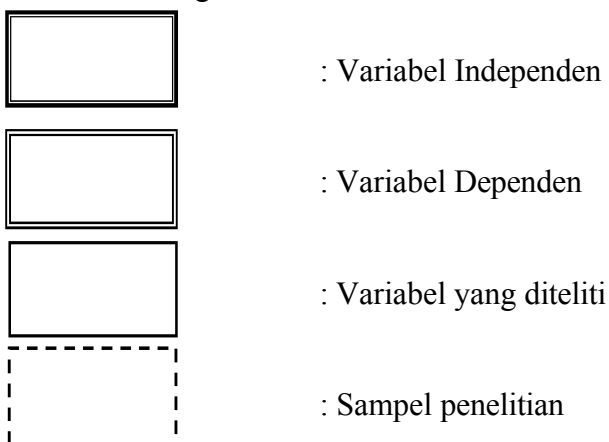 : Variabel Independen
: Variabel Dependen
: Variabel yang diteliti
: Sampel penelitian